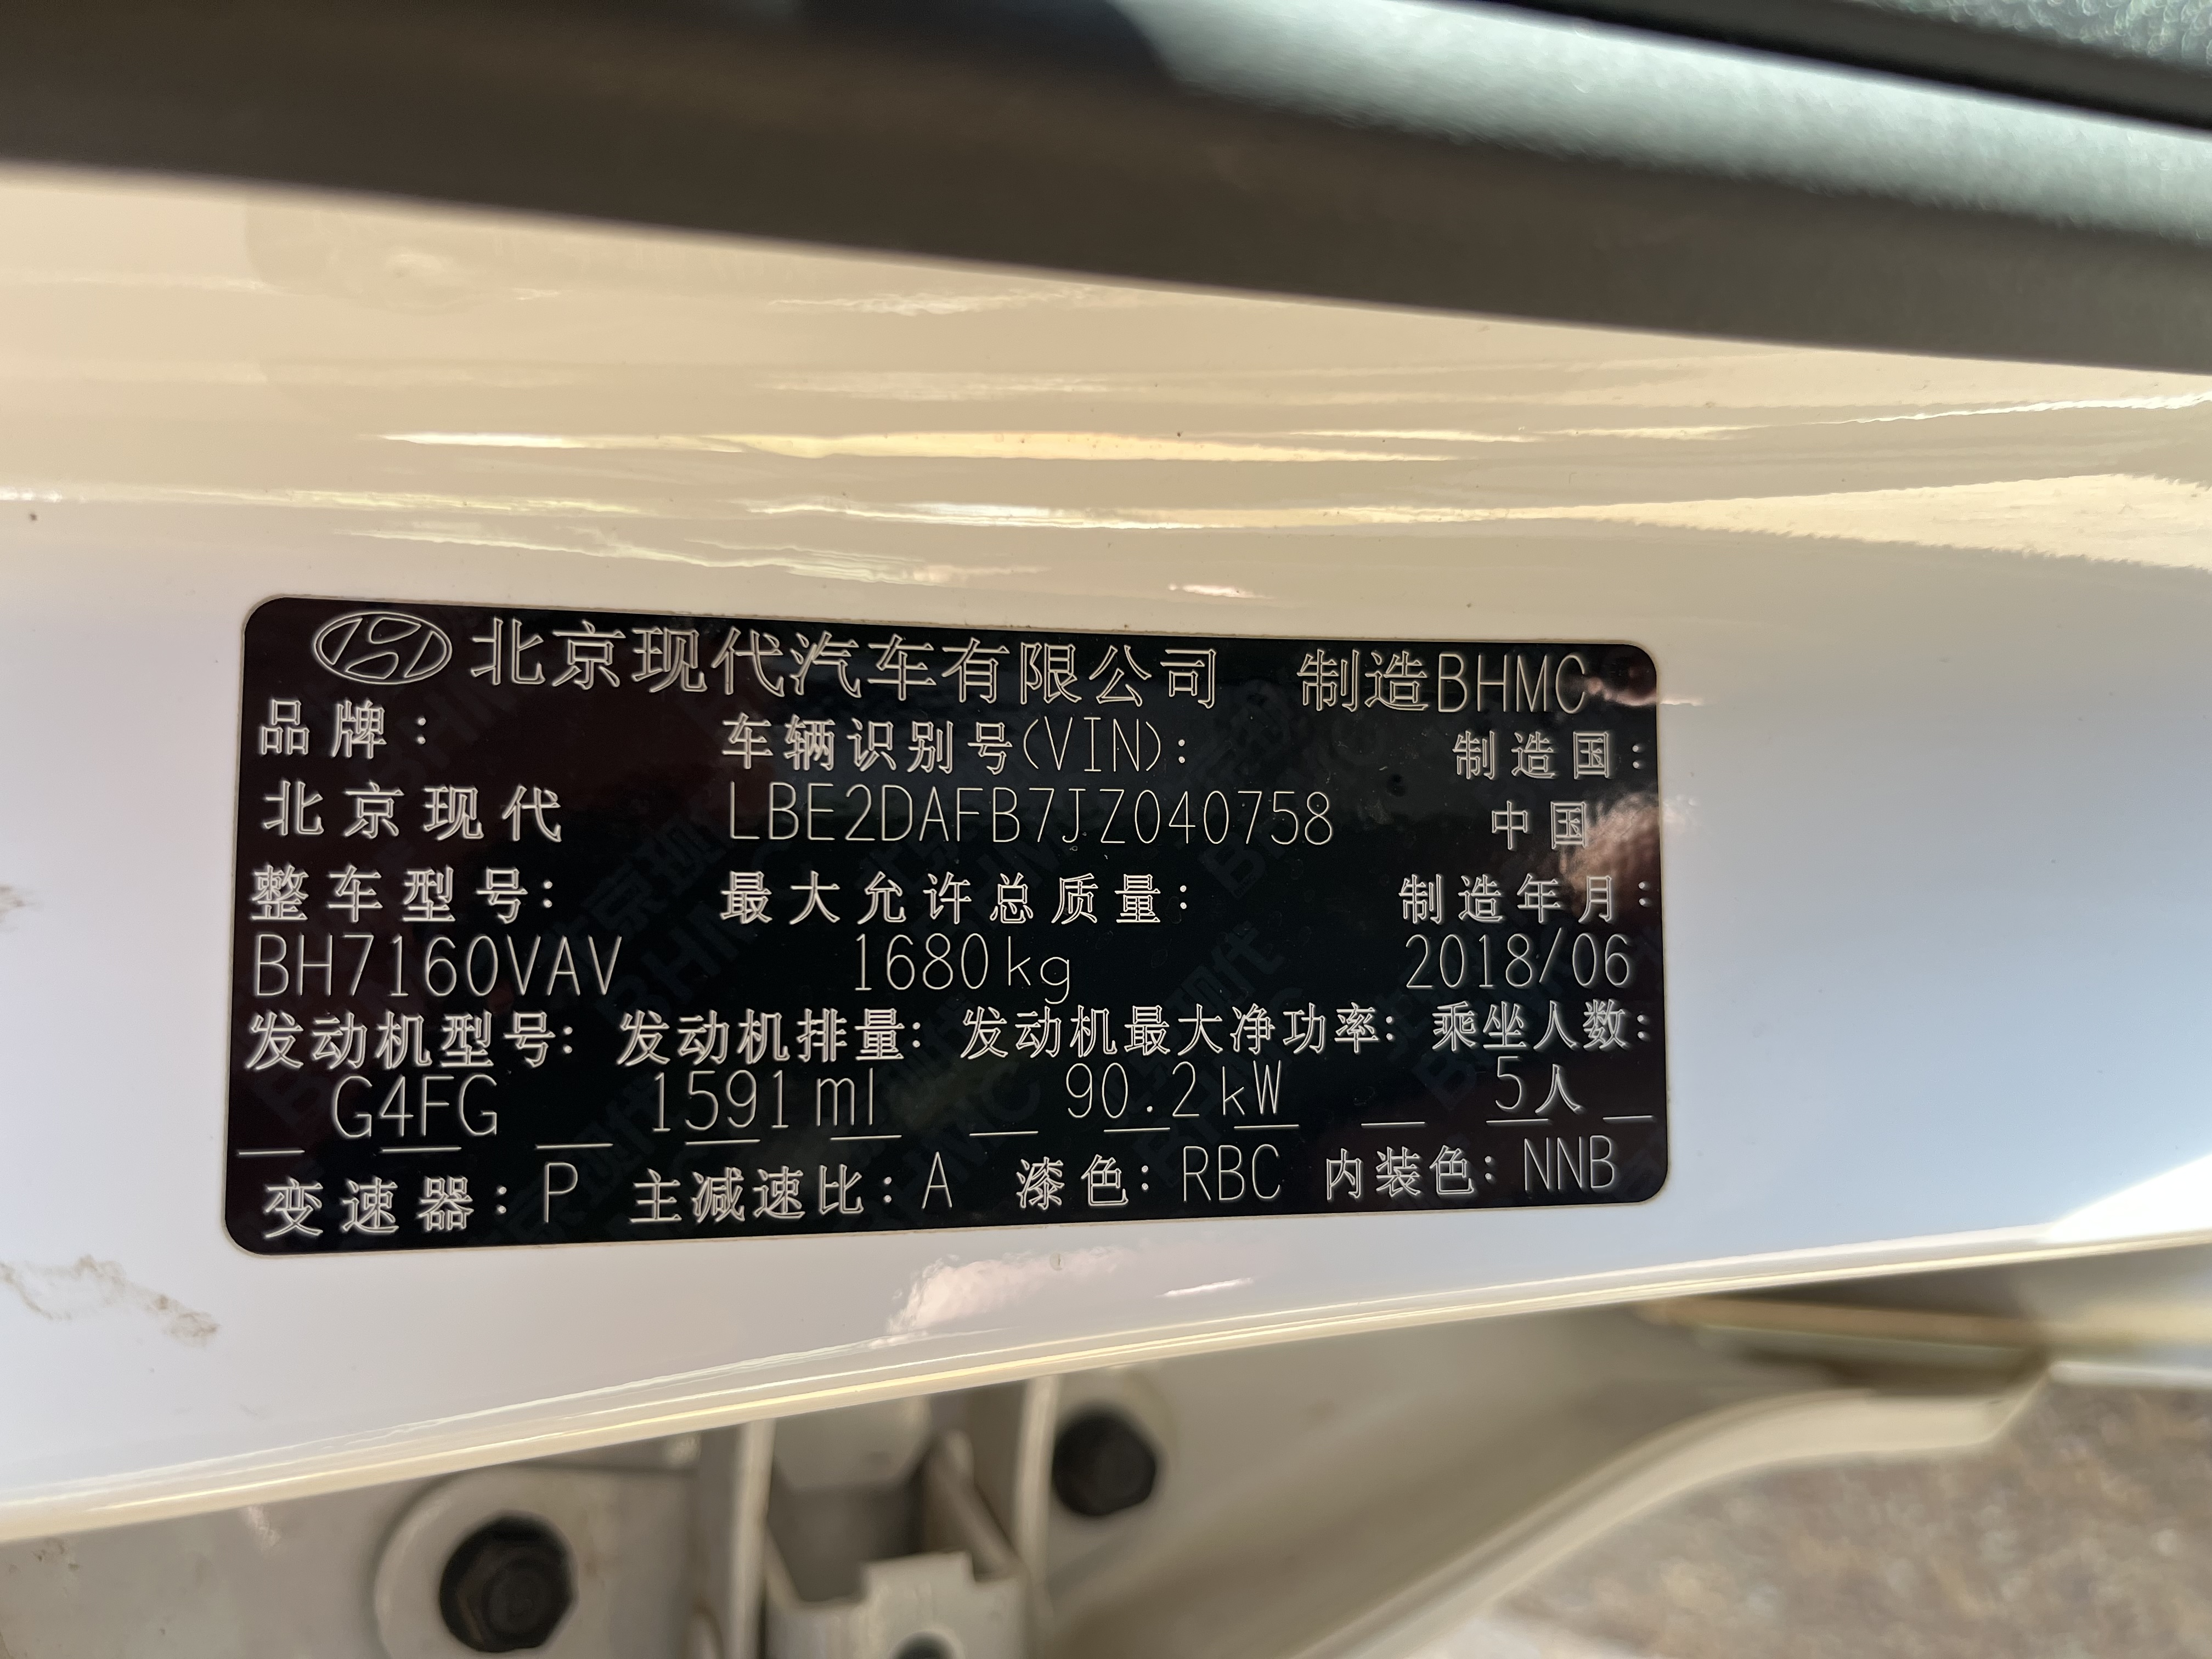 北京现代汽车有限公司 制造BHMC
品牌: 车辆识别号(VIN): 制造国:
北京现代 LBE2DAFB7JZ040758 中国
整车型号: 最大允许总质量: 制造年月:
BH7160VAV 1680kg 2018/06
发动机型号: 发动机排量: 发动机最大净功率: 乘坐人数:
G4FG 1591ml 90.2kW 5人
变速器: P 主减速比: A 漆色: RBC 内装色: NNB